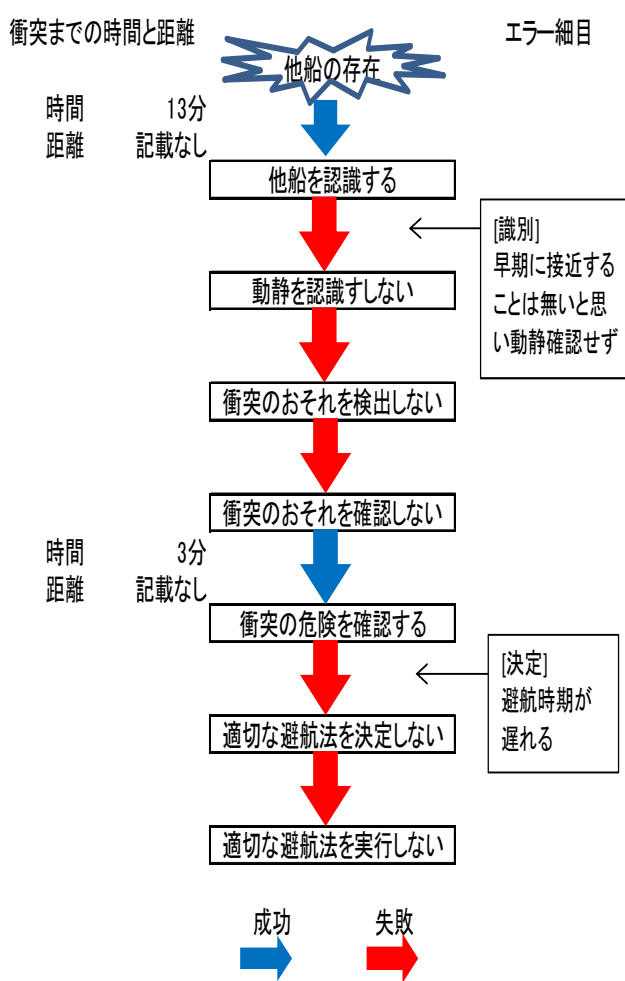 衝突までの時間と距離
エラー細目
他船の存在
時間 13分
距離 記載なし
他船を認識する
[識別]
早期に接近する
ことは無いと思
い動静確認せず
動静を認識すしない
衝突のおそれを検出しない
衝突のおそれを確認しない
時間 3分
距離 記載なし
衝突の危険を確認する
[決定]
避航時期が
遅れる
適切な避航法を決定しない
適切な避航法を実行しない
成功
失敗